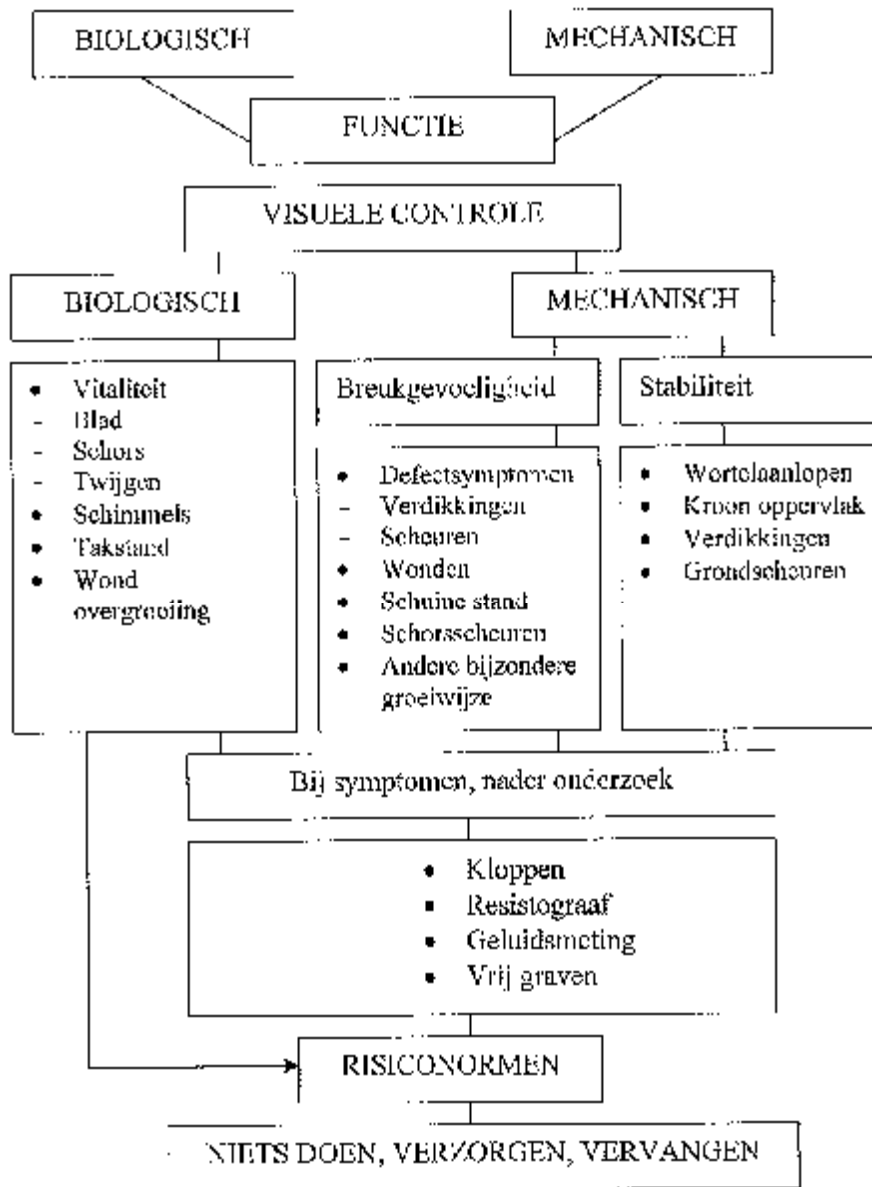 BIOLOGISCH
MECHANISCH
FUNCTIE
VISUELE CONTROLE
BIOLOGISCH
MECHANISCH
• Vitaliteit
- Blad
- Schors
- Twijgen
• Schimmels
• Takstand
• Wond
overgroeiing
Breukgevoeligheid
• Defectsymptomen
- Verdikkingen
- Scheuren
• Wonden
• Schuine stand
• Schorsscheuren
• Andere bijzondere
groeiwijze
Stabiliteit
• Wortelaanlopen
• Kroon oppervlak
• Verdikkingen
• Grondscheuren
Bij symptomen, nader onderzoek
• Kloppen
• Resistograaf
• Geluidsmeting
• Vrij graven
RISICONORMEN
NIETS DOEN, VERZORGEN, VERVANGEN